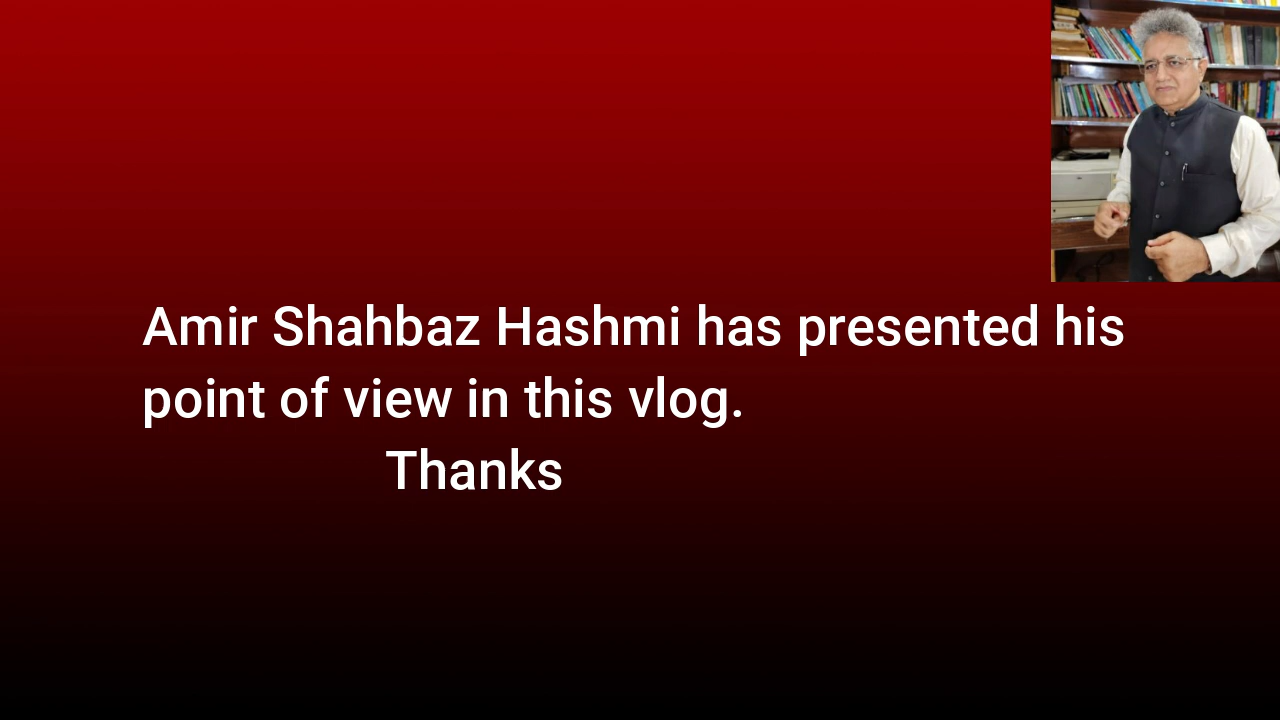 Amir Shahbaz Hashmi has presented his
point of view in this vlog.
Thanks